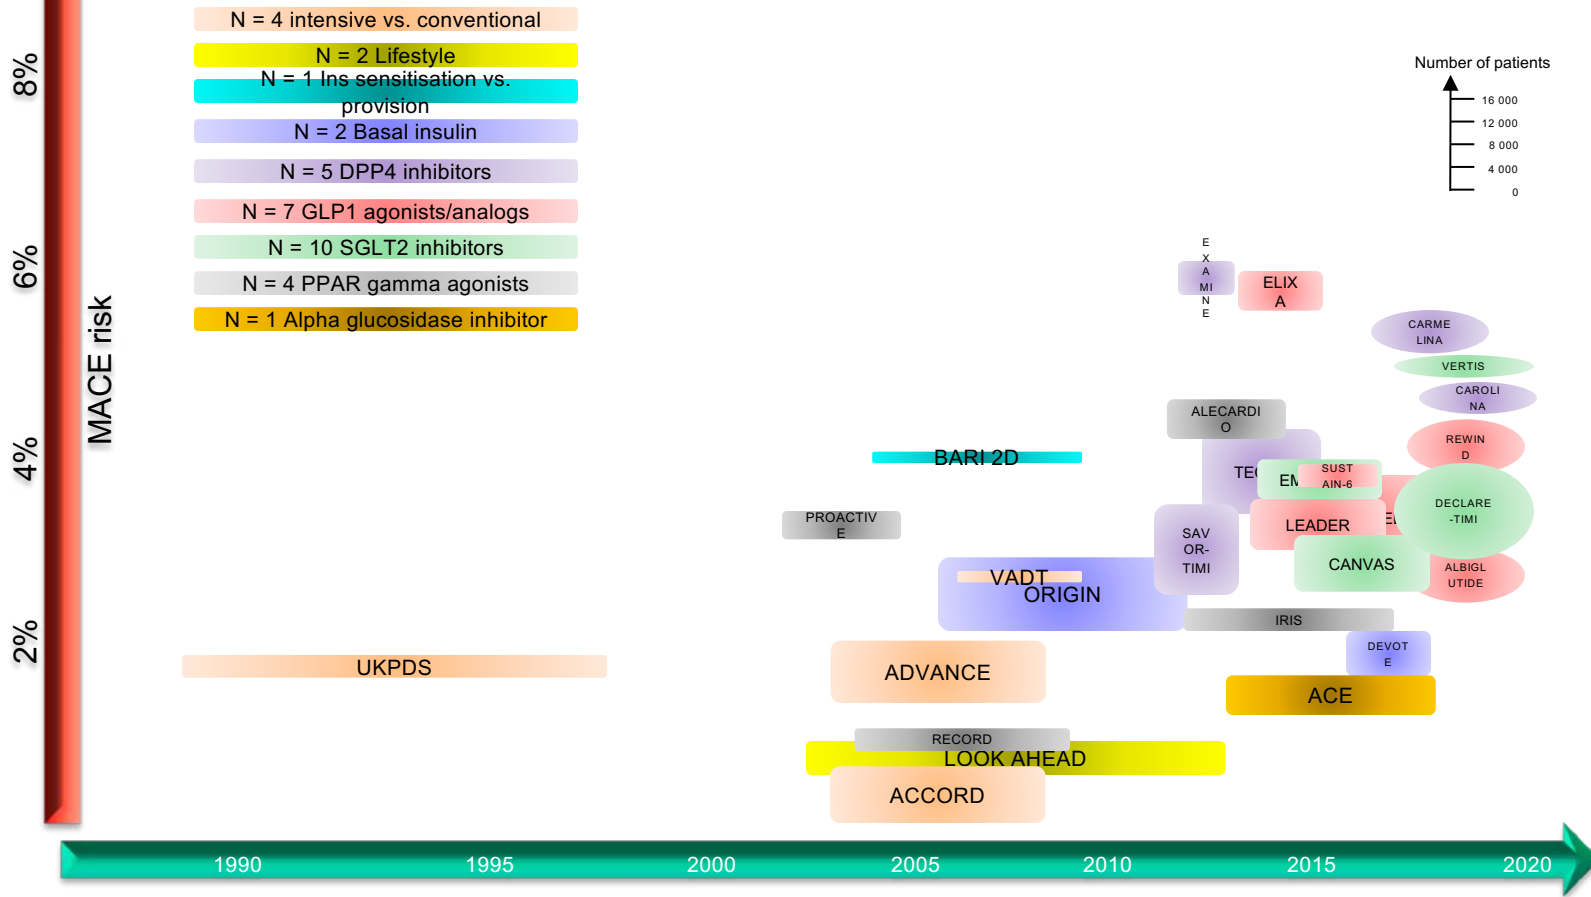 N = 4 intensive vs. conventional
N = 2 Lifestyle
N = 1 Ins sensitisation vs.
provision
N = 2 Basal insulin
N = 5 DPP4 inhibitors
N = 7 GLP1 agonists/analogs
N = 10 SGLT2 inhibitors
N = 4 PPAR gamma agonists
N = 1 Alpha glucosidase inhibitor
8%
6%
4%
2%
MACE risk
Number of patients
16 000
12 000
8 000
4 000
0
E
X
A
MI
N
E
ELIX
A
CARME
LINA
VERTIS
CAROLI
NA
ALECARDI
O
REWIN
D
BARI 2D
SUST
AIN-6
PROACTIV
E
LEADER
DECLARE
-TIMI
SAV
OR-
TIMI
CANVAS
ALBIGL
UTIDE
VADT
ORIGIN
IRIS
DEVOT
E
UKPDS
ADVANCE
ACE
RECORD
LOOK AHEAD
ACCORD
1990
1995
2000
2005
2010
2015
2020